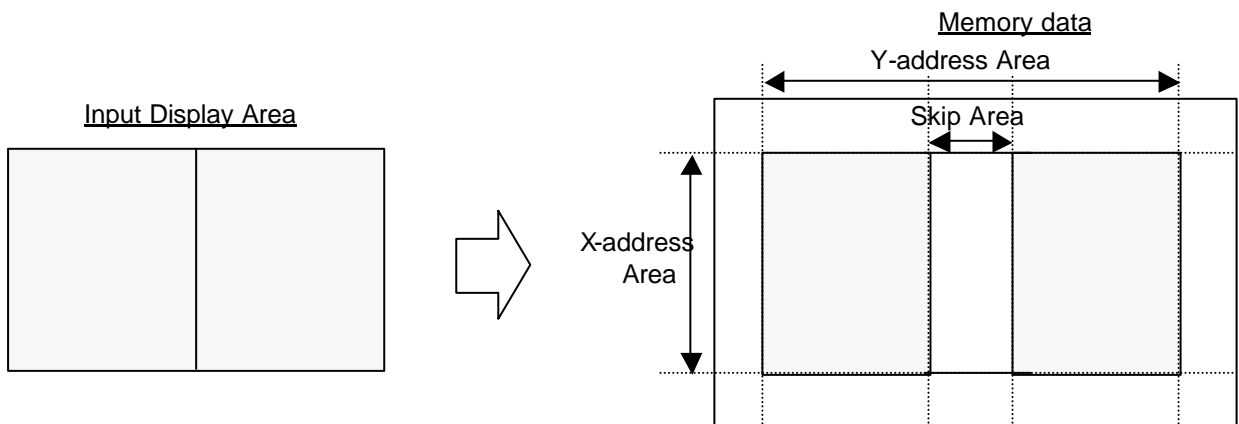 Memory data
Y-address Area
Input Display Area
Skip Area
X-address
Area